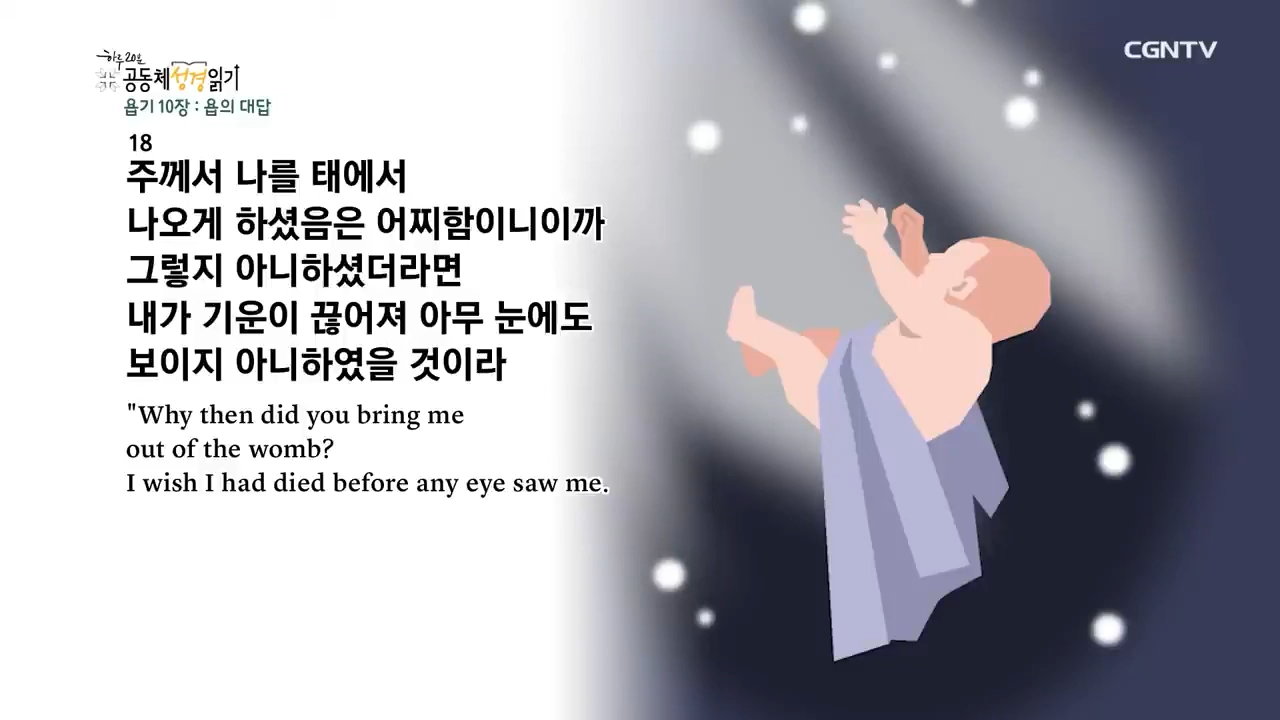 하루20분
공동체성경읽기
욥기 10장 : 욥의 대답
CGNTV
18
주께서 나를 태에서
나오게 하셨음은 어찌함이니이까
그렇지 아니하셨더라면
내가 기운이 끊어져 아무 눈에도
보이지 아니하였을 것이라
"Why then did you bring me
out of the womb?
I wish I had died before any eye saw me.